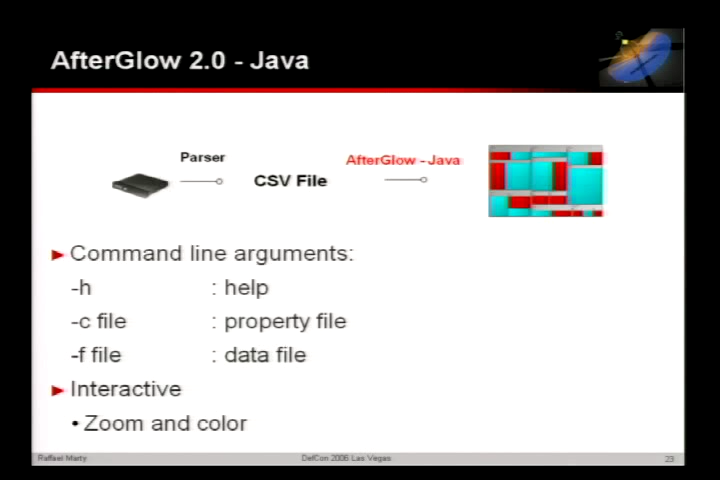 AfterGlow 2.0 - Java
Parser
AfterGlow - Java
CSV File
► Command line arguments:
-h : help
-c file : property file
-f file : data file
► Interactive
• Zoom and color
Raffael Marty
DefCon 2006 Las Vegas
23